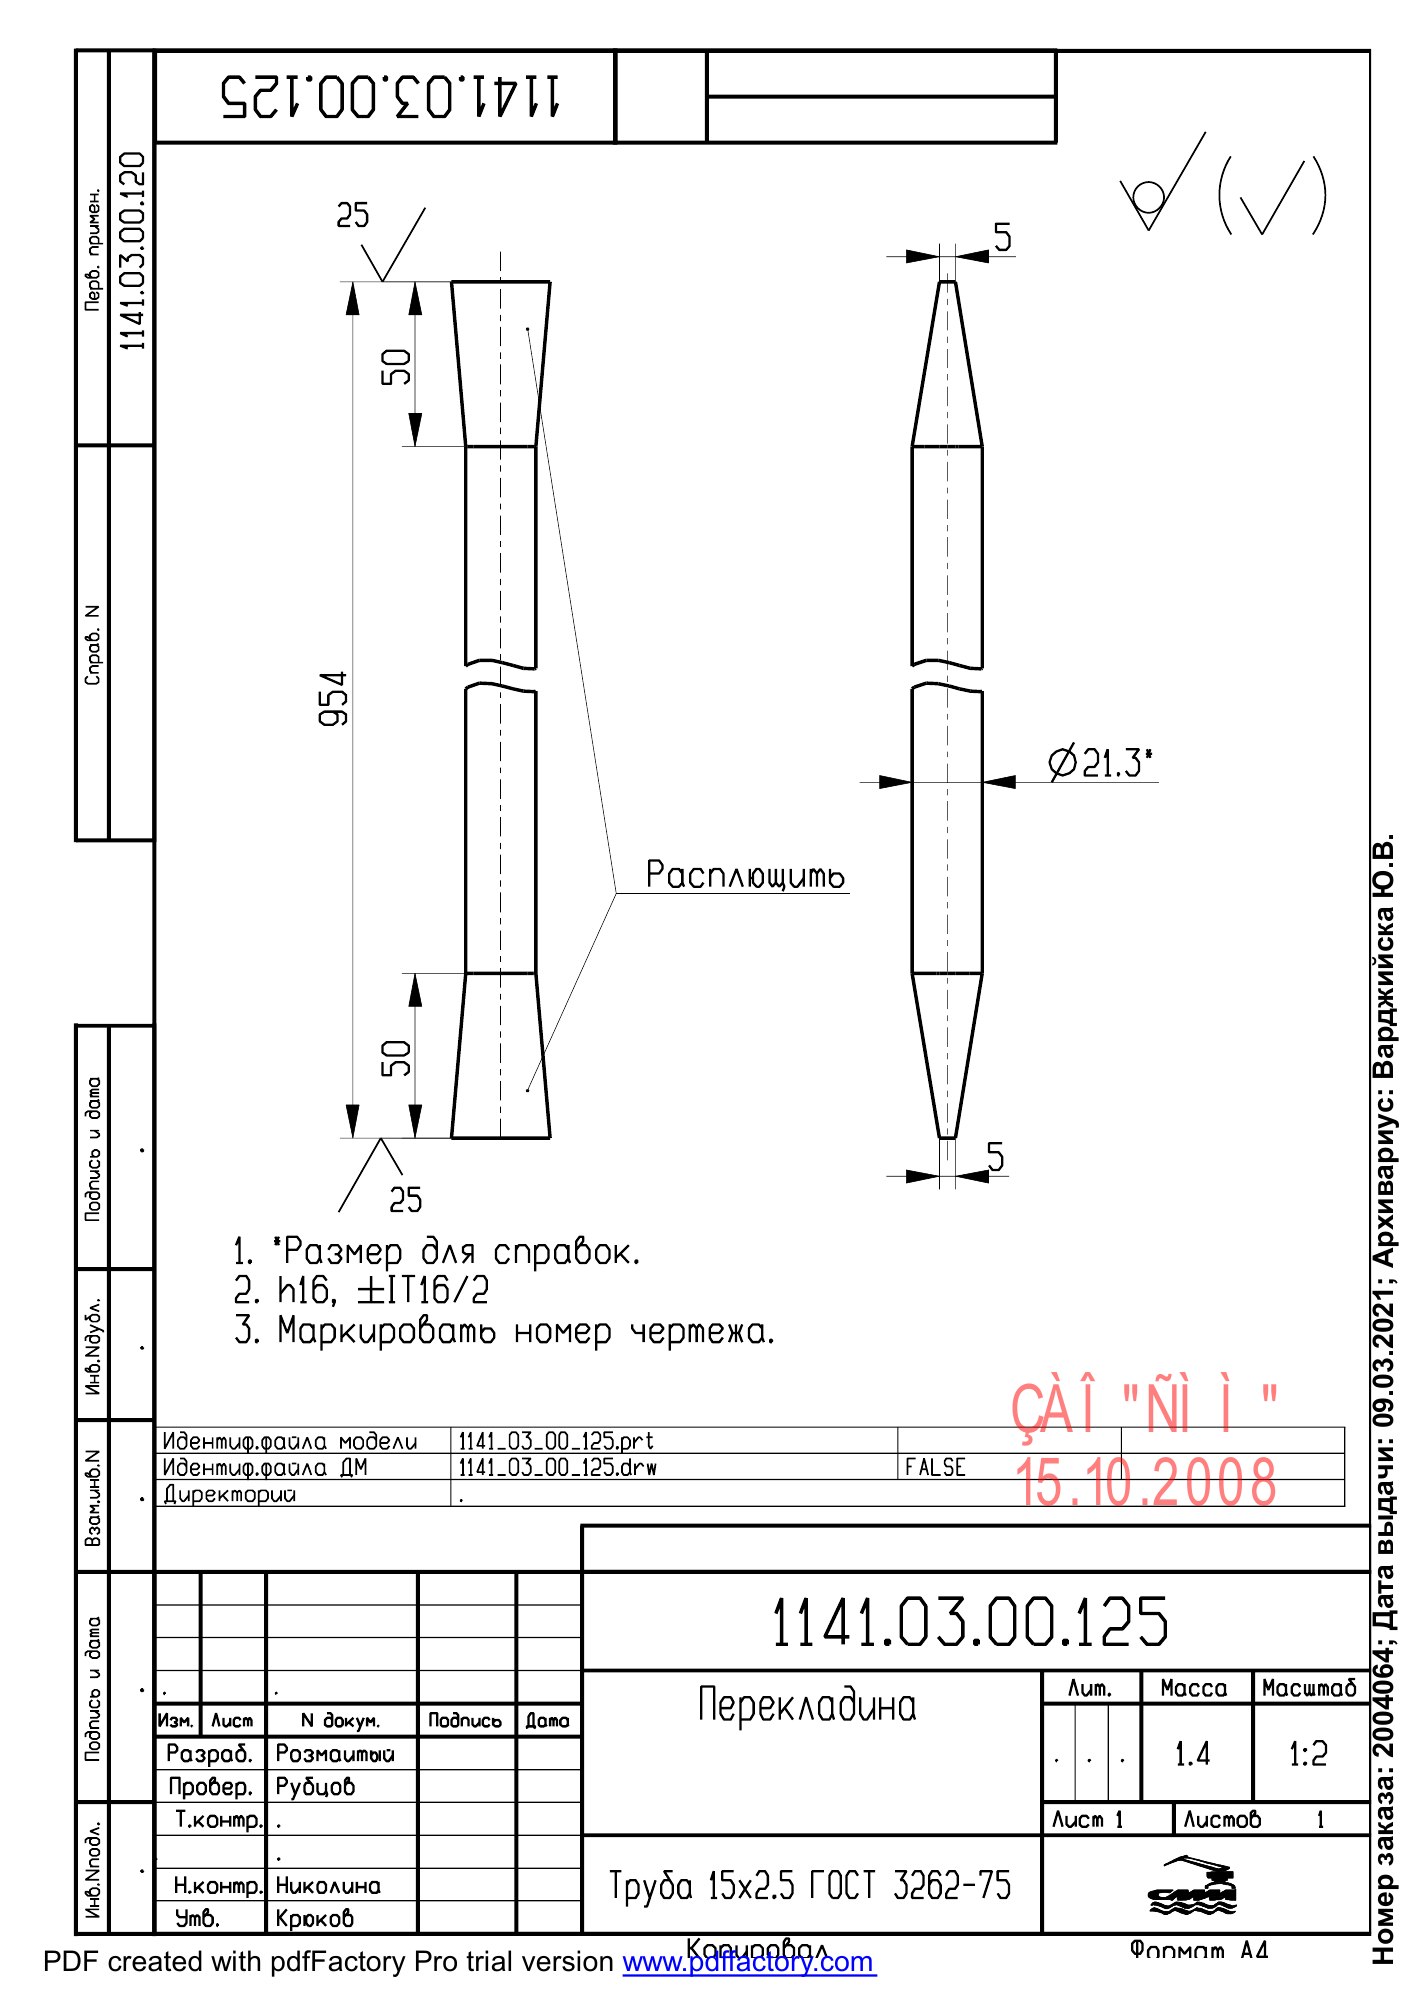 1141.03.00.125
Перв. примен.
1141.03.00.120
Справ. N
Подпись и дата
Инв.Nдубл.
Взам.инв.N
Подпись и дата
Инв.Nподл.
25
50
954
50
25
5
Ø21.3*
5
Расплющить
1. *Размер для справок.
2. h16, ±IT16/2
3. Маркировать номер чертежа.
ÇÀÎ "ÑÌ Ì "
15.10.2008
Идентиф.файла модели 1141_03_00_125.prt
Идентиф.файла ДМ 1141_03_00_125.drw FALSE
Директорий .
1141.03.00.125
Перекладина
Лит. Масса Масштаб
. . . 1.4 1:2
Лист 1 Листов 1
Изм. Лист N докум. Подпись Дата
Разраб. Розмаитый
Провер. Рубцов
Т.контр. .
Н.контр. Николина
Утв. Крюков
Труба 15х2.5 ГОСТ 3262-75
СММ
Копировал
Формат А4
PDF created with pdfFactory Pro trial version www.pdffactory.com
Номер заказа: 2004064; Дата выдачи: 09.03.2021; Архивариус: Варджийска Ю.В.